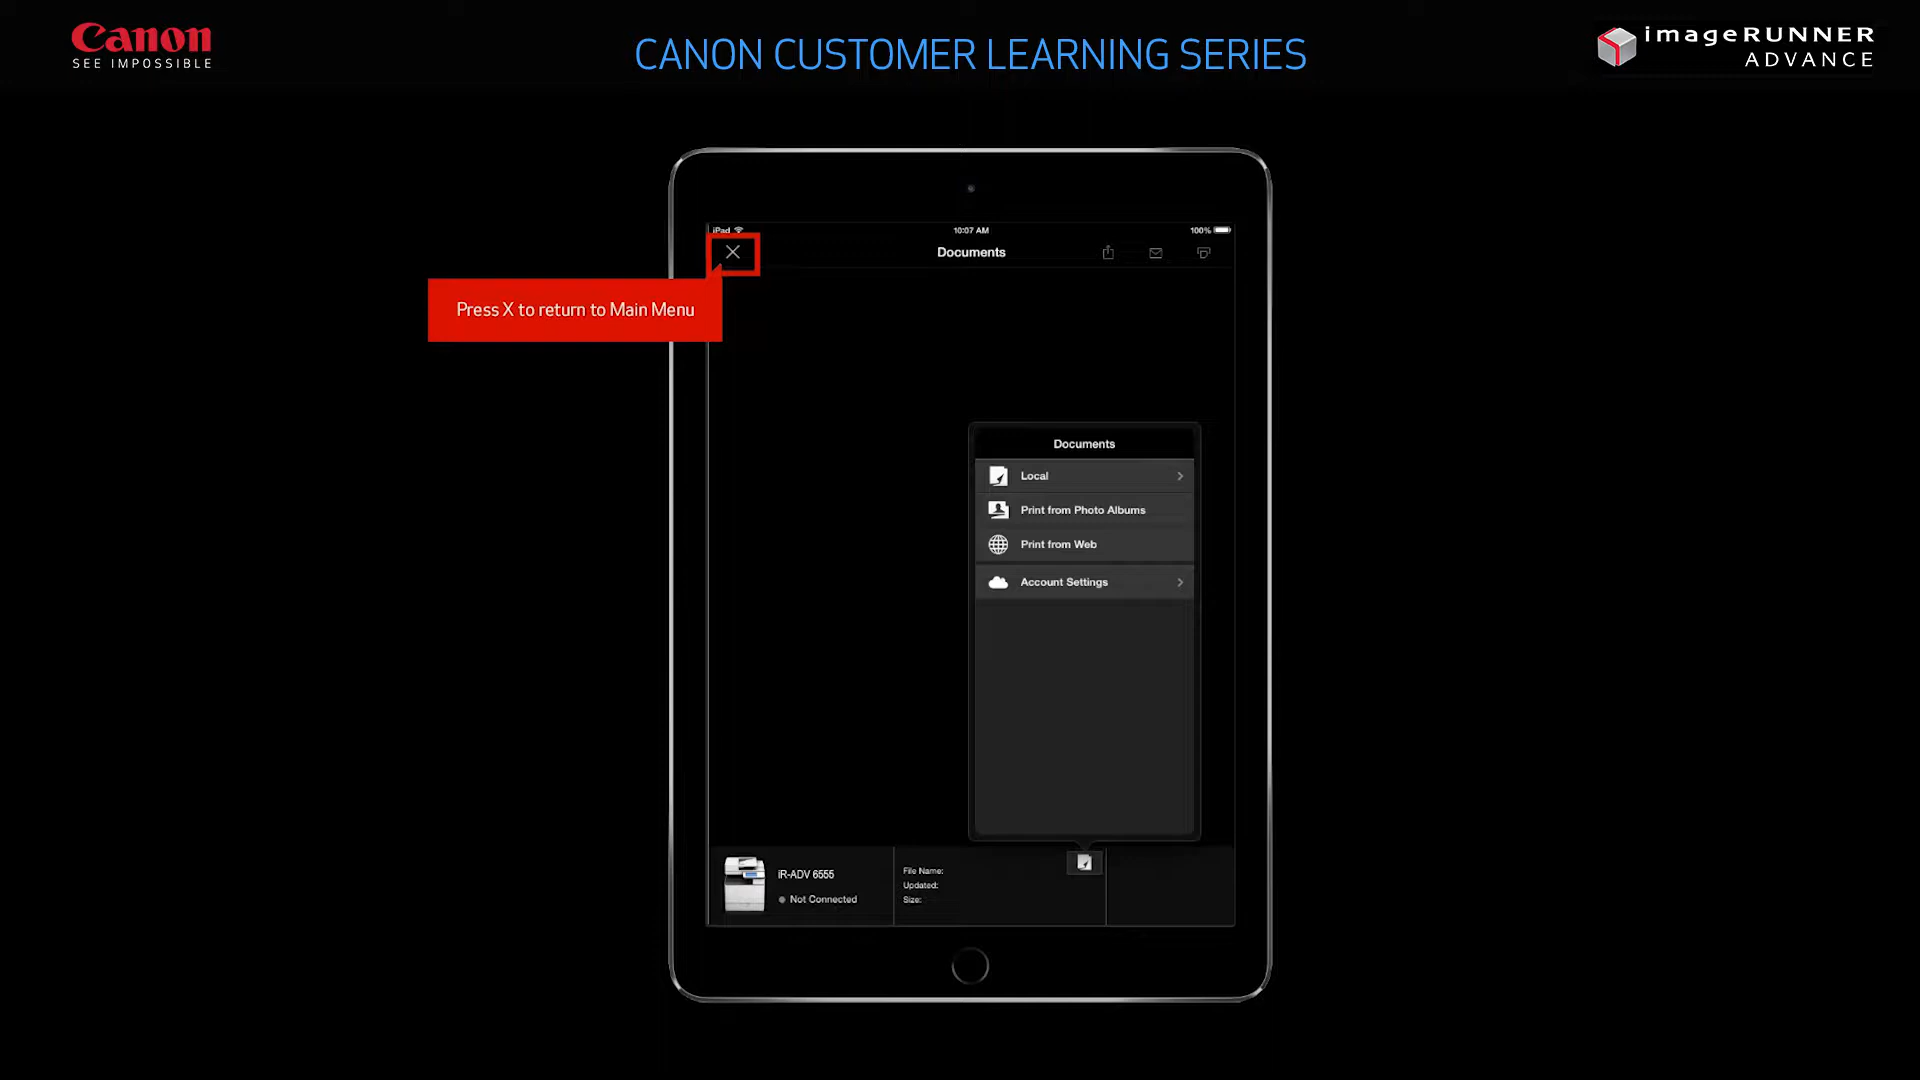 Canon
SEE IMPOSSIBLE
CANON CUSTOMER LEARNING SERIES
imageRUNNER
ADVANCE
iPad
10:07 AM
100%
Documents
Press X to return to Main Menu
Documents
Local
Print from Photo Albums
Print from Web
Account Settings
iR-ADV 6555
Not Connected
File Name:
Updated:
Size: